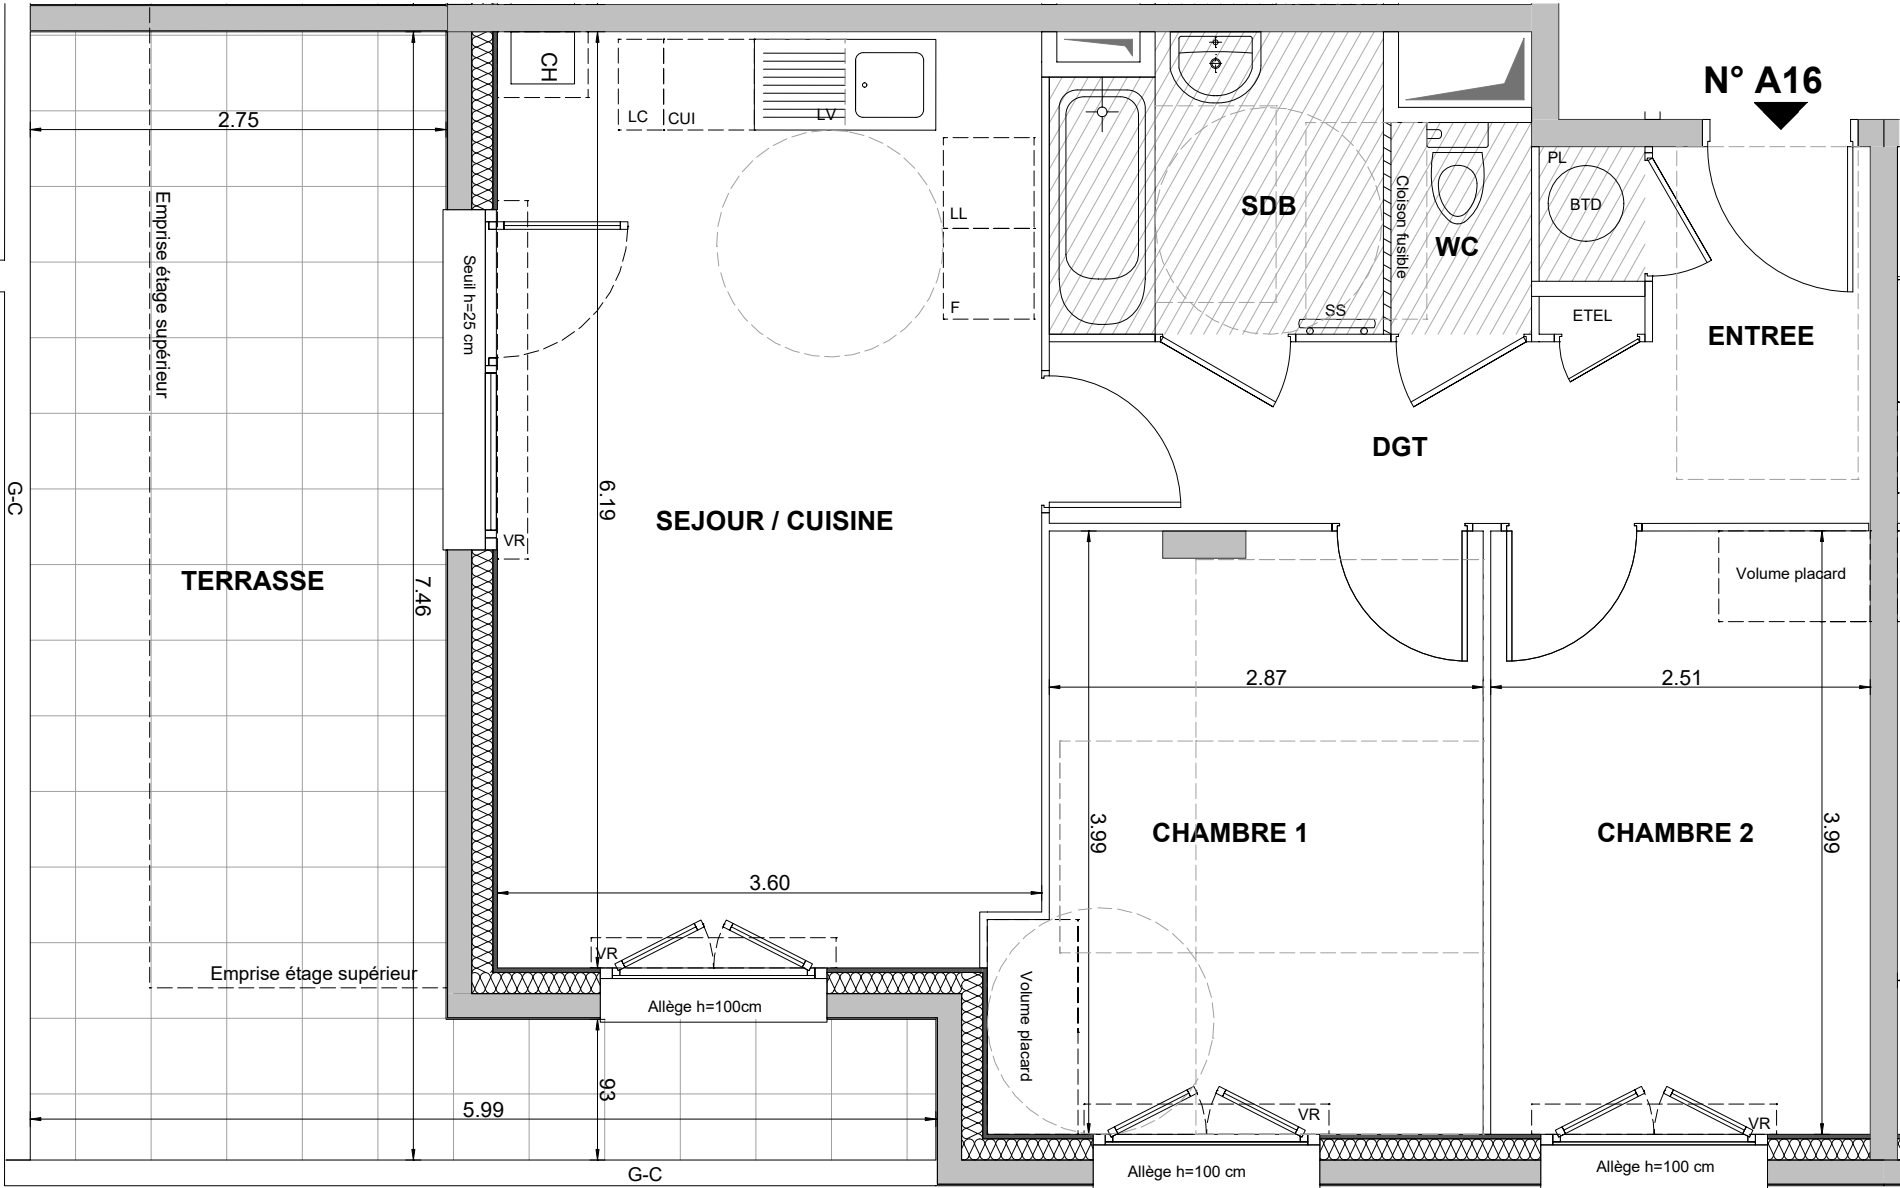 N° A16
CH
LC
CUI
LV
2.75
PL
BTD
SDB
Cloison fusible
WC
LL
F
SS
ETEL
ENTREE
Emprise étage supérieur
Seuil h=25 cm
DGT
G-C
6.19
SEJOUR / CUISINE
VR
TERRASSE
7.46
Volume placard
2.87
2.51
3.99
CHAMBRE 1
CHAMBRE 2
3.99
3.60
VR
Emprise étage supérieur
Allège h=100cm
Volume placard
93
5.99
VR
VR
G-C
Allège h=100 cm
Allège h=100 cm